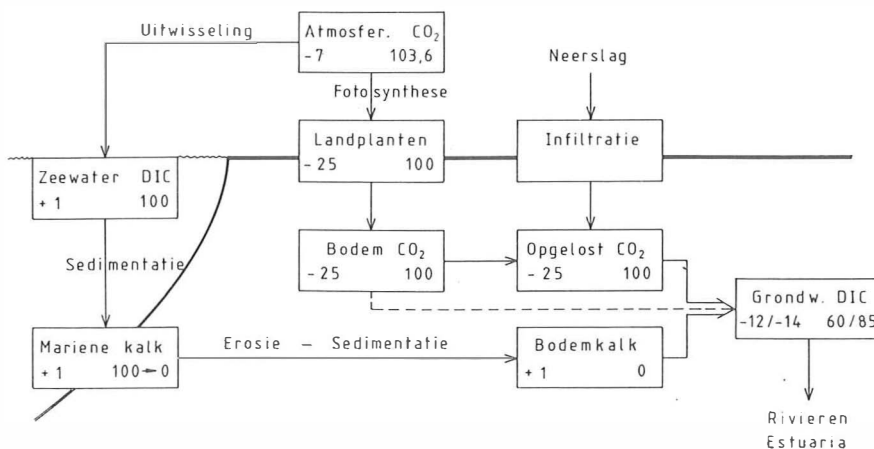 Uitwisseling
Atmosfer. CO₂
-7 103,6
Neerslag
Fotosynthese
Landplanten
-25 100
Infiltratie
Zeewater DIC
+1 100
Bodem CO₂
-25 100
Opgelost CO₂
-25 100
Sedimentatie
Grondw. DIC
-12/-14 60/85
Mariene kalk
+1 100→0
Erosie – Sedimentatie
Bodemkalk
+1 0
Rivieren
Estuaria